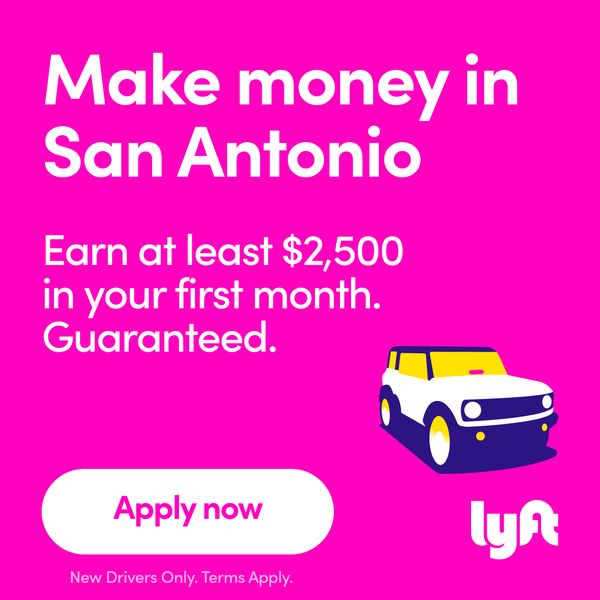 Make money in
San Antonio
Earn at least $2,500
in your first month.
Guaranteed.
Apply now
lyft
New Drivers Only. Terms Apply.